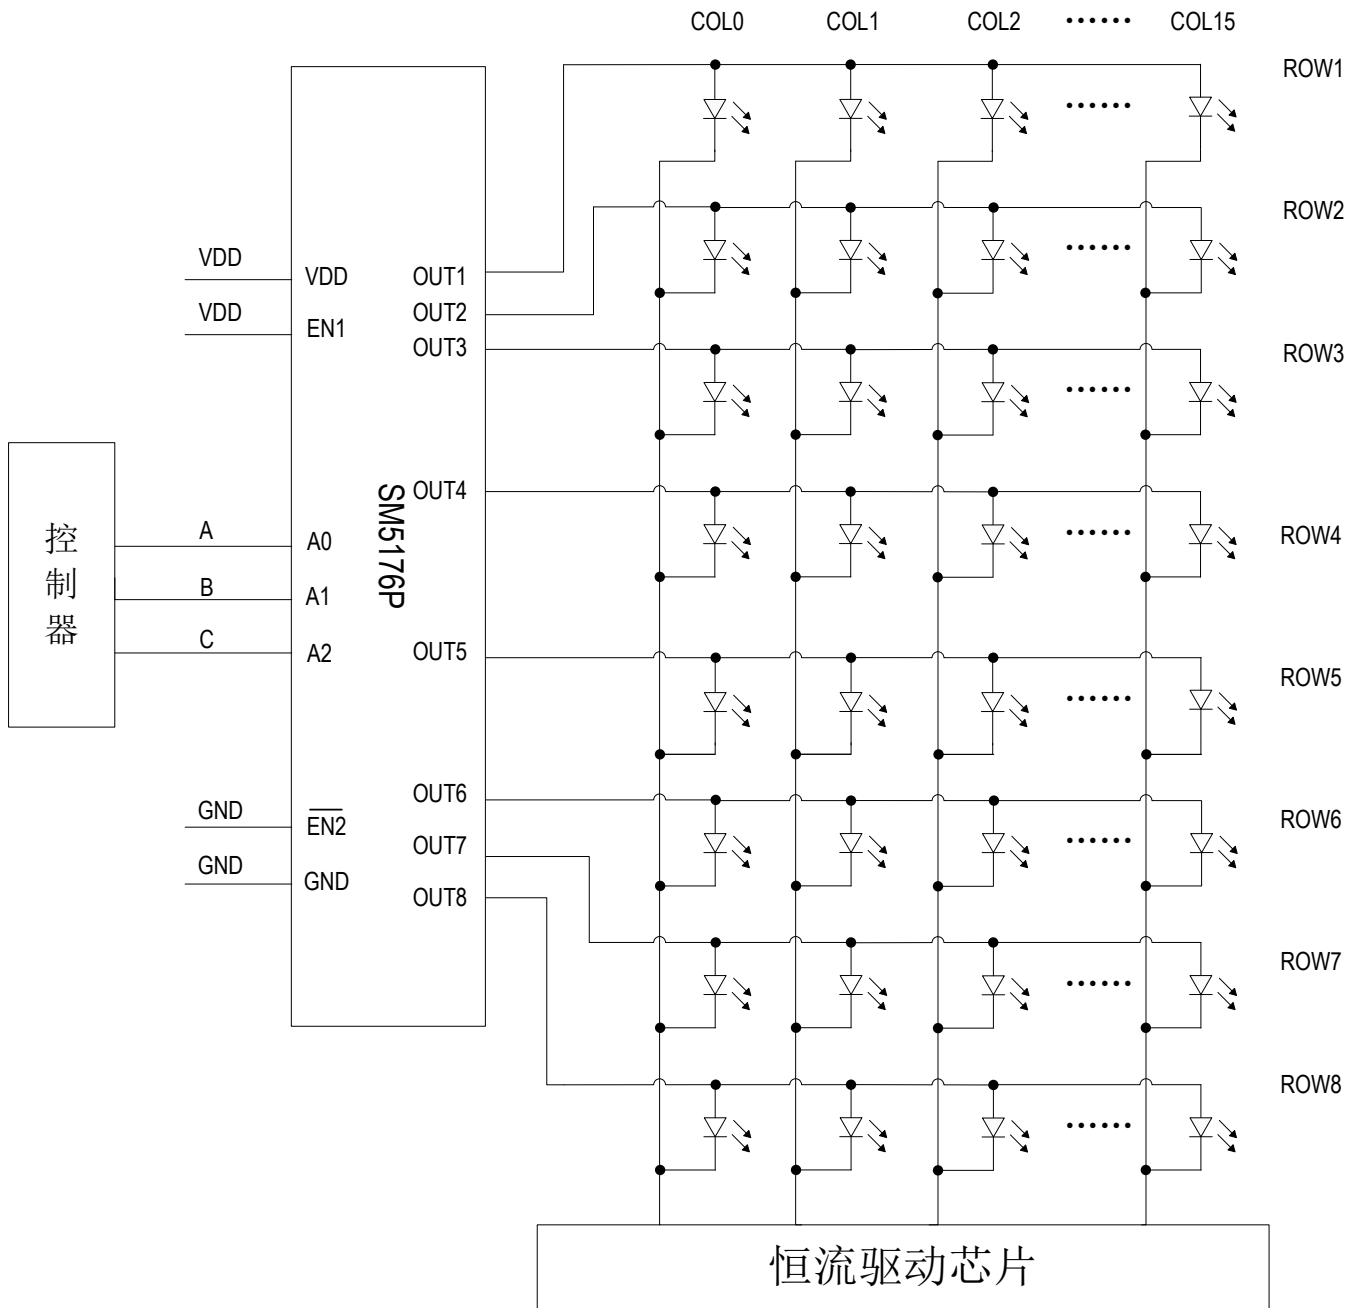 COL0 COL1 COL2 ...... COL15
ROW1
......
ROW2
......
VDD
VDD
OUT1
VDD
EN1
OUT2
OUT3
ROW3
......
控制器
SM5176P
OUT4
ROW4
......
A
A0
B
A1
C
A2
OUT5
ROW5
......
OUT6
GND
EN2
ROW6
......
OUT7
GND
GND
OUT8
ROW7
......
ROW8
......
恒流驱动芯片